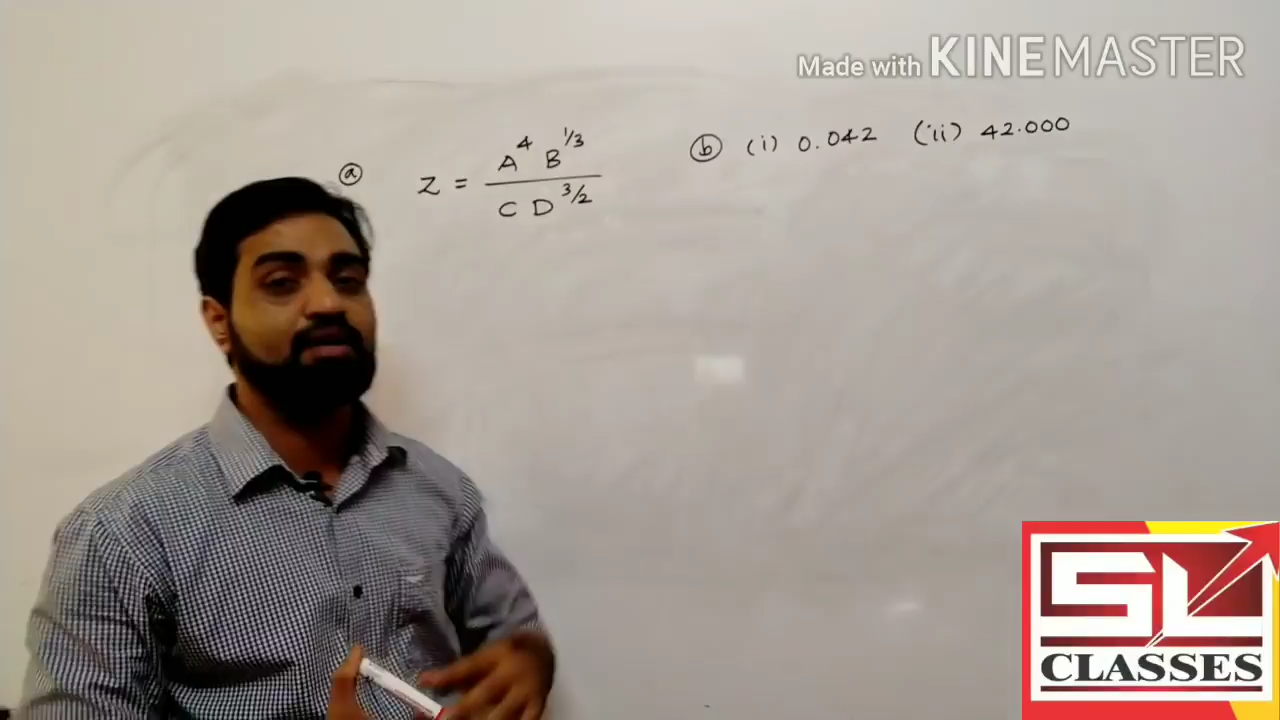 Made with KINEMASTER
ⓐ Z = A⁴ B^1/3 / C D^3/2
ⓑ (i) 0.042 (ii) 42.000
SL
CLASSES